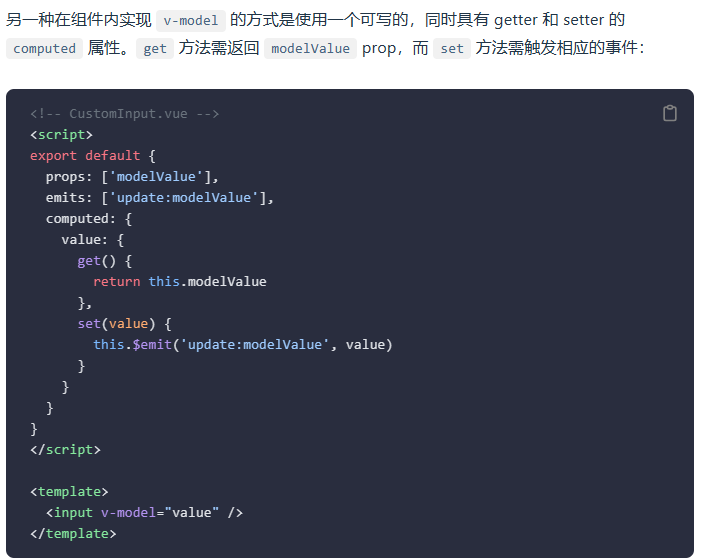 另一种在组件内实现 v-model 的方式是使用一个可写的，同时具有 getter 和 setter 的
computed 属性。get 方法需返回 modelValue prop，而 set 方法需触发相应的事件：
<!-- CustomInput.vue -->
<script>
export default {
  props: ['modelValue'],
  emits: ['update:modelValue'],
  computed: {
    value: {
      get() {
        return this.modelValue
      },
      set(value) {
        this.$emit('update:modelValue', value)
      }
    }
  }
}
</script>

<template>
  <input v-model="value" />
</template>